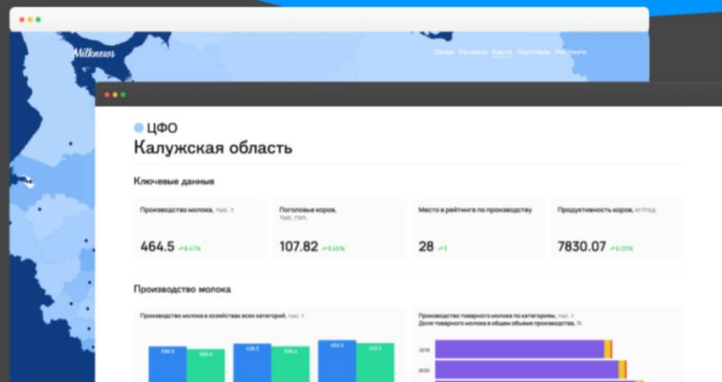 Milknews
Обзор Регионы Карта Партнёры Рейтинги
ЦФО
Калужская область
Ключевые данные
Производство молока, тыс. т
Поголовье коров, тыс. гол.
Место в рейтинге по производству
Продуктивность коров, кг/год
464.5
107.82
28
7830.07
Производство молока
Производство молока в хозяйствах всех категорий, тыс. т
Производство товарного молока по категориям, тыс. т
Доля товарного молока в общем объеме производства, %
2019
2020